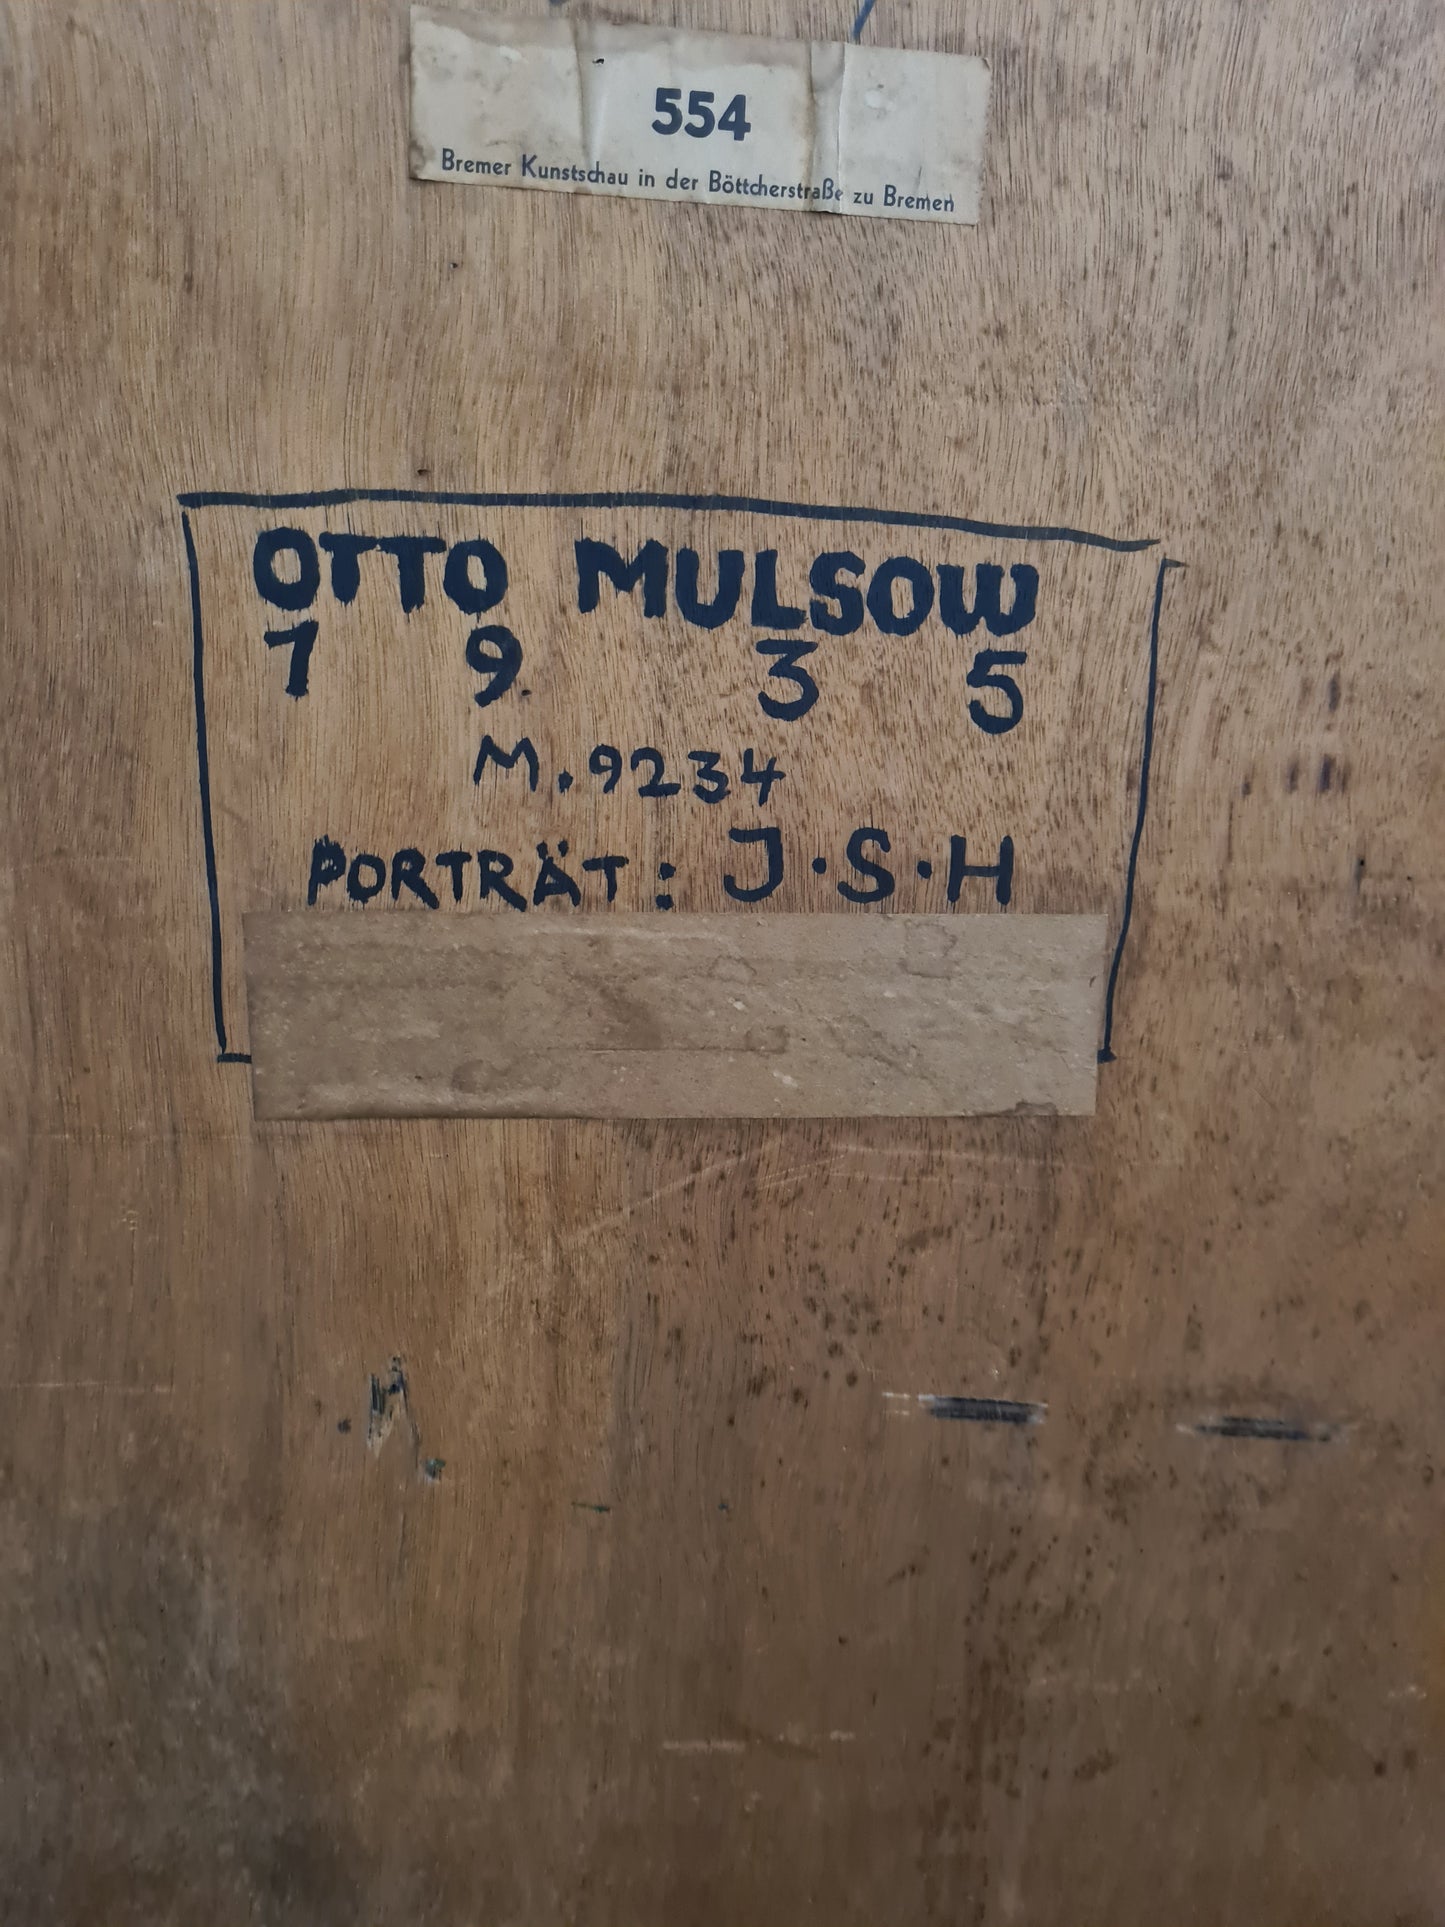 554
Bremer Kunstschau in der Böttcherstraße zu Bremen
OTTO MULSOW
1 9 3 5
M. 9234
PORTRÄT: J·S·H